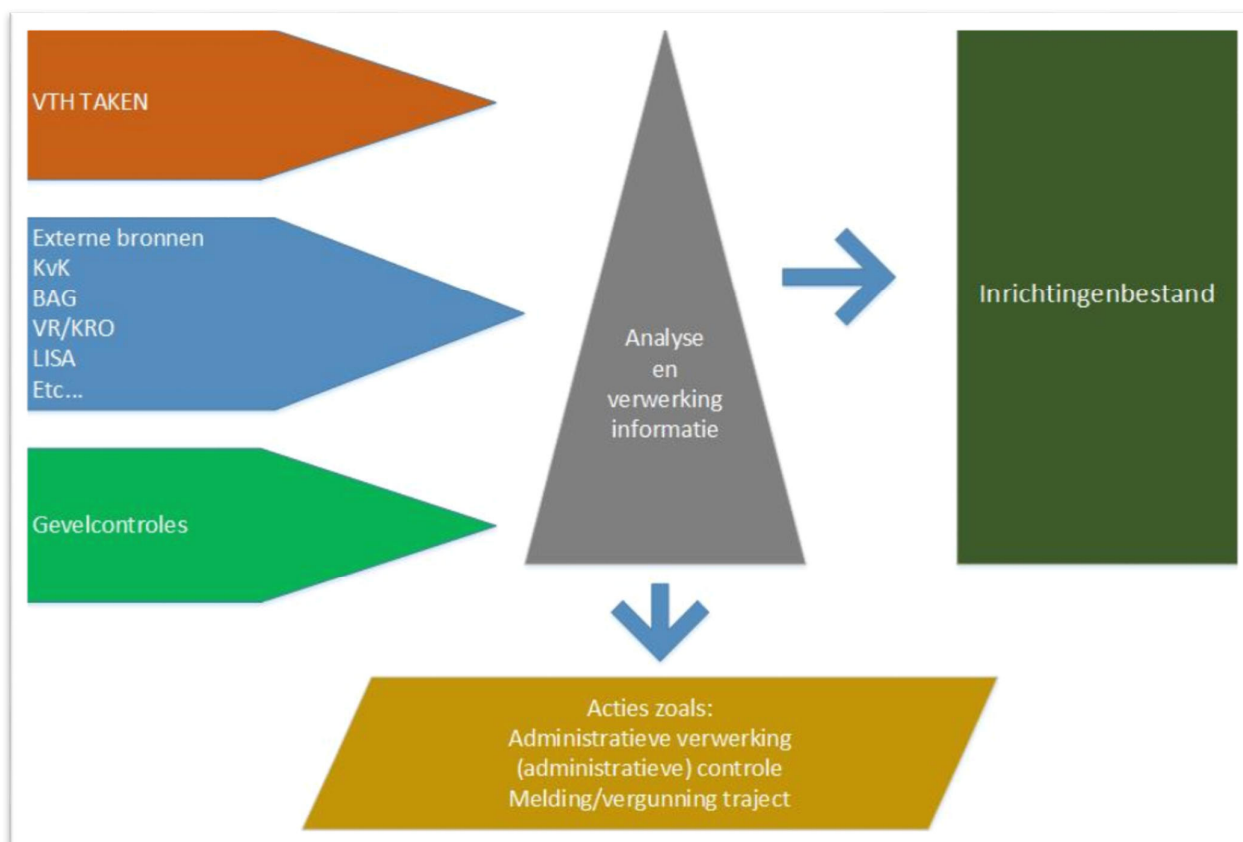 VTH TAKEN
Externe bronnen
KvK
BAG
VR/KRO
LISA
Etc...
Gevelcontroles
Analyse
en
verwerking
informatie
Inrichtingenbestand
Acties zoals:
Administratieve verwerking
(administratieve) controle
Melding/vergunning traject